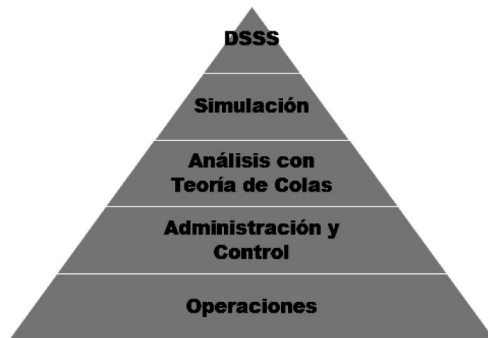 DSSS
Simulación
Análisis con
Teoría de Colas
Administración y
Control
Operaciones